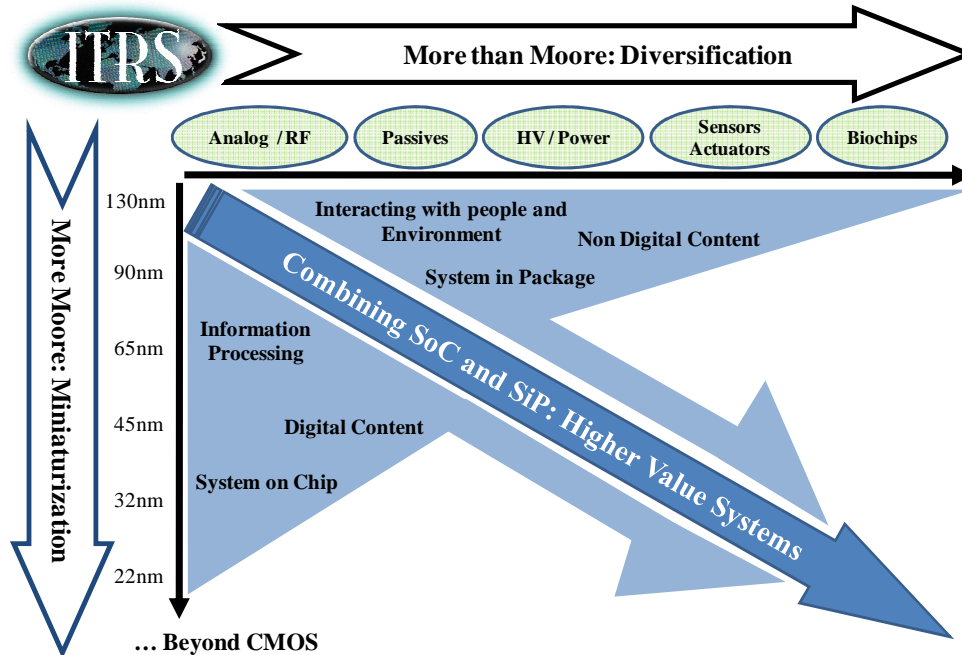 ITRS
More than Moore: Diversification
Analog / RF
Passives
HV / Power
Sensors
Actuators
Biochips
More Moore: Miniaturization
130nm
90nm
65nm
45nm
32nm
22nm
... Beyond CMOS
Interacting with people and
Environment
Non Digital Content
System in Package
Combining SoC and SiP: Higher Value Systems
Information
Processing
Digital Content
System on Chip